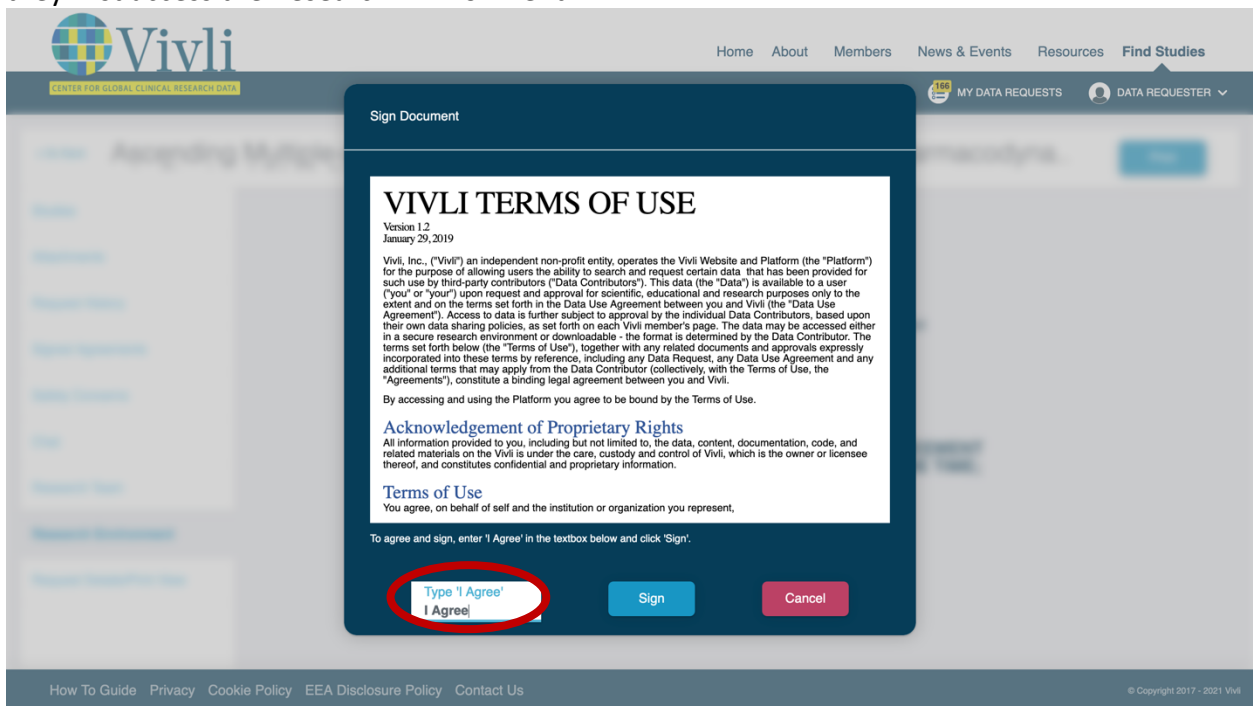 Vivli
CENTER FOR GLOBAL CLINICAL RESEARCH DATA
Home About Members News & Events Resources Find Studies
166 MY DATA REQUESTS DATA REQUESTER
Sign Document
VIVLI TERMS OF USE
Version 1.2
January 29, 2019
Vivli, Inc., ("Vivli") an independent non-profit entity, operates the Vivli Website and Platform (the "Platform")
for the purpose of allowing users the ability to search and request certain data that has been provided for
such use by third-party contributors ("Data Contributors"). This data (the "Data") is available to a user
("you" or "your") upon request and approval for scientific, educational and research purposes only to the
extent and on the terms set forth in the Data Use Agreement between you and Vivli (the "Data Use
Agreement"). Access to data is further subject to approval by the individual Data Contributors, based upon
their own data sharing policies, as set forth on each Vivli member's page. The data may be accessed either
in a secure research environment or downloadable - the format is determined by the Data Contributor. The
terms set forth below (the "Terms of Use"), together with any related documents and approvals expressly
incorporated into these terms by reference, including any Data Request, any Data Use Agreement and any
additional terms that may apply from the Data Contributor (collectively, with the Terms of Use, the
"Agreements"), constitute a binding legal agreement between you and Vivli.
By accessing and using the Platform you agree to be bound by the Terms of Use.
Acknowledgement of Proprietary Rights
All information provided to you, including but not limited to, the data, content, documentation, code, and
related materials on the Vivli is under the care, custody and control of Vivli, which is the owner or licensee
thereof, and constitutes confidential and proprietary information.
Terms of Use
You agree, on behalf of self and the institution or organization you represent,
To agree and sign, enter 'I Agree' in the textbox below and click 'Sign'.
Type 'I Agree'
I Agree
Sign
Cancel
How To Guide Privacy Cookie Policy EEA Disclosure Policy Contact Us
© Copyright 2017 - 2021 Vivli